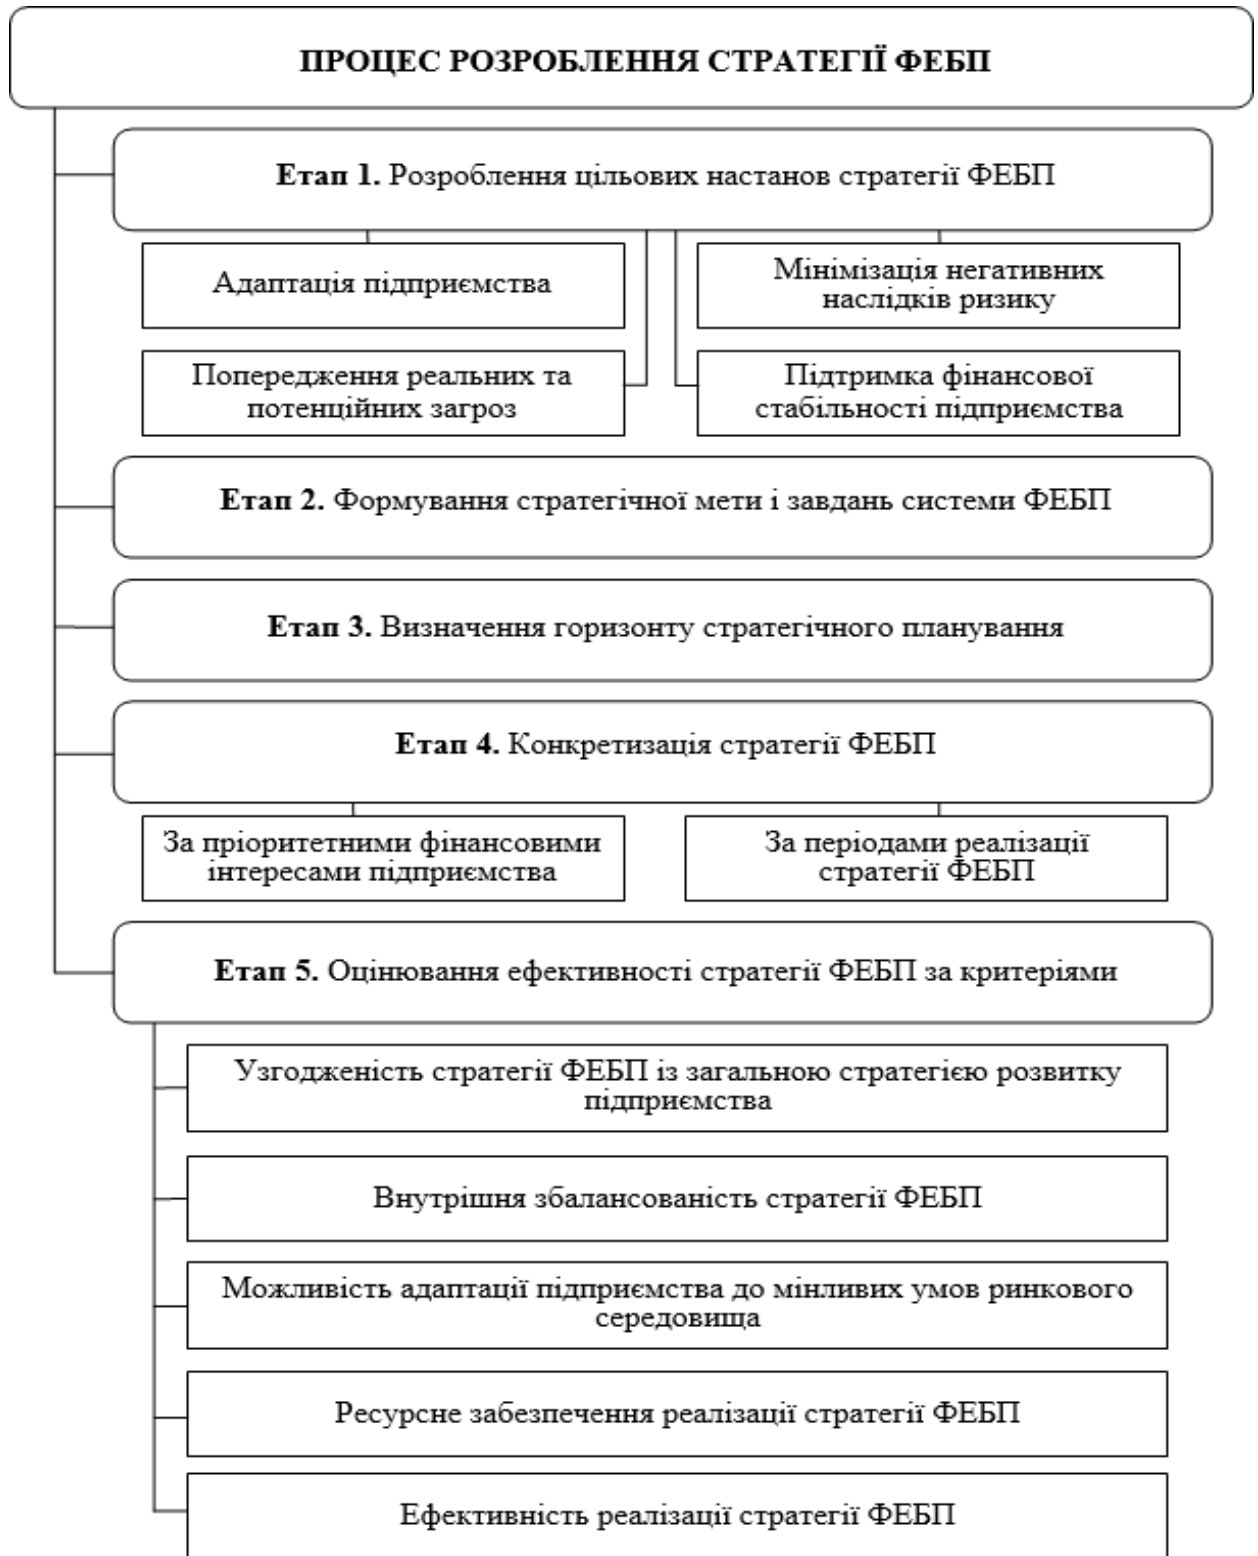 ПРОЦЕС РОЗРОБЛЕННЯ СТРАТЕГІЇ ФЕБП
Етап 1. Розроблення цільових настанов стратегії ФЕБП
Адаптація підприємства
Мінімізація негативних
наслідків ризику
Попередження реальних та
потенційних загроз
Підтримка фінансової
стабільності підприємства
Етап 2. Формування стратегічної мети і завдань системи ФЕБП
Етап 3. Визначення горизонту стратегічного планування
Етап 4. Конкретизація стратегії ФЕБП
За пріоритетними фінансовими
інтересами підприємства
За періодами реалізації
стратегії ФЕБП
Етап 5. Оцінювання ефективності стратегії ФЕБП за критеріями
Узгодженість стратегії ФЕБП із загальною стратегією розвитку
підприємства
Внутрішня збалансованість стратегії ФЕБП
Можливість адаптації підприємства до мінливих умов ринкового
середовища
Ресурсне забезпечення реалізації стратегії ФЕБП
Ефективність реалізації стратегії ФЕБП